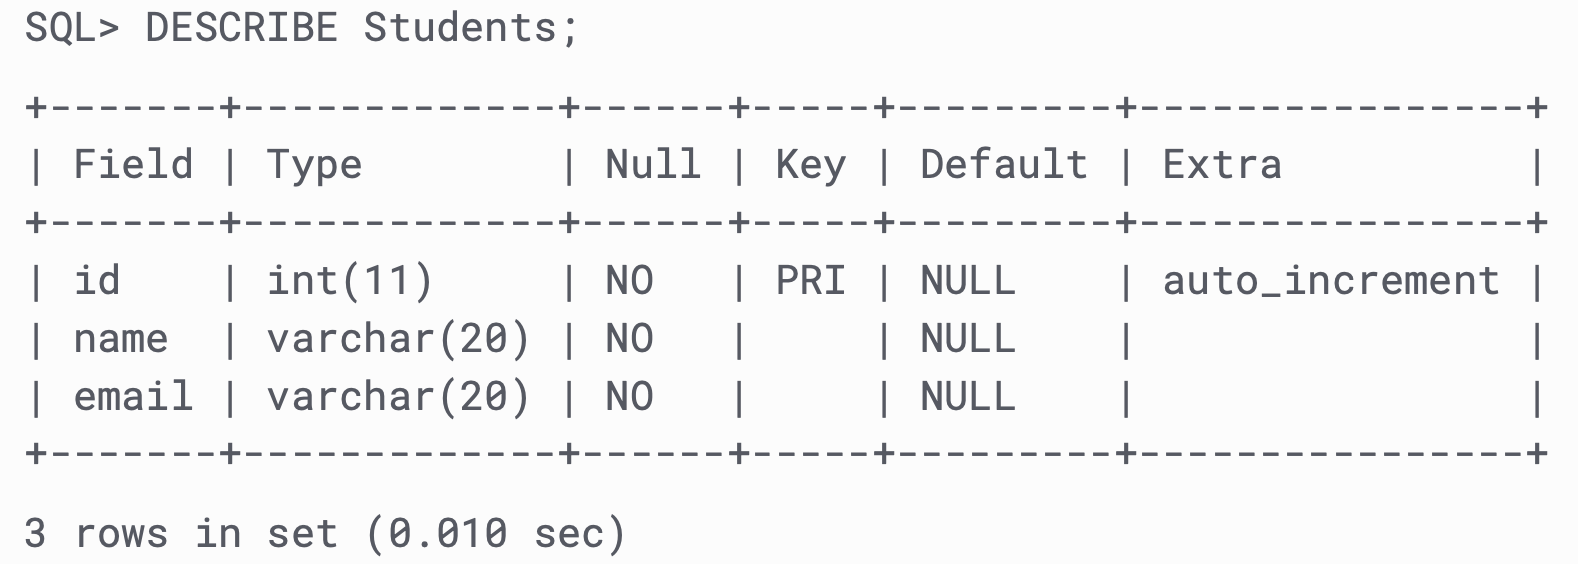 SQL> DESCRIBE Students;
+-------+-------------+------+-----+---------+----------------+
| Field | Type        | Null | Key | Default | Extra          |
+-------+-------------+------+-----+---------+----------------+
| id    | int(11)     | NO   | PRI | NULL    | auto_increment |
| name  | varchar(20) | NO   |     | NULL    |                |
| email | varchar(20) | NO   |     | NULL    |                |
+-------+-------------+------+-----+---------+----------------+
3 rows in set (0.010 sec)